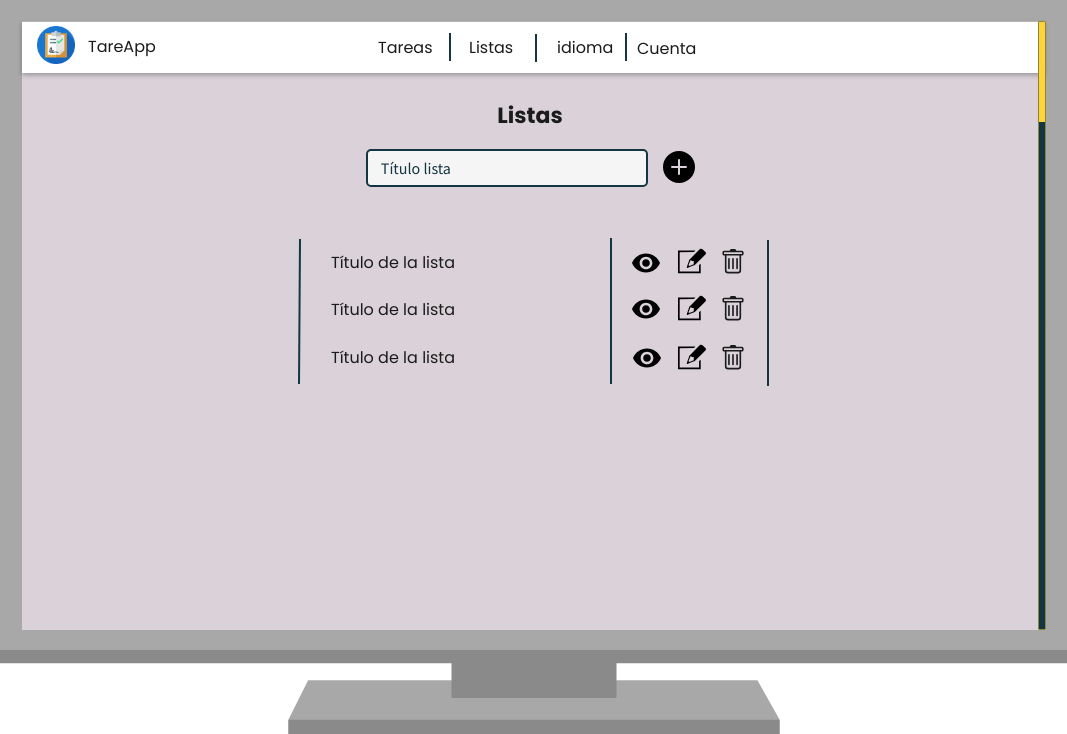 TareApp
Tareas Listas idioma Cuenta
Listas
Título lista
Título de la lista
Título de la lista
Título de la lista